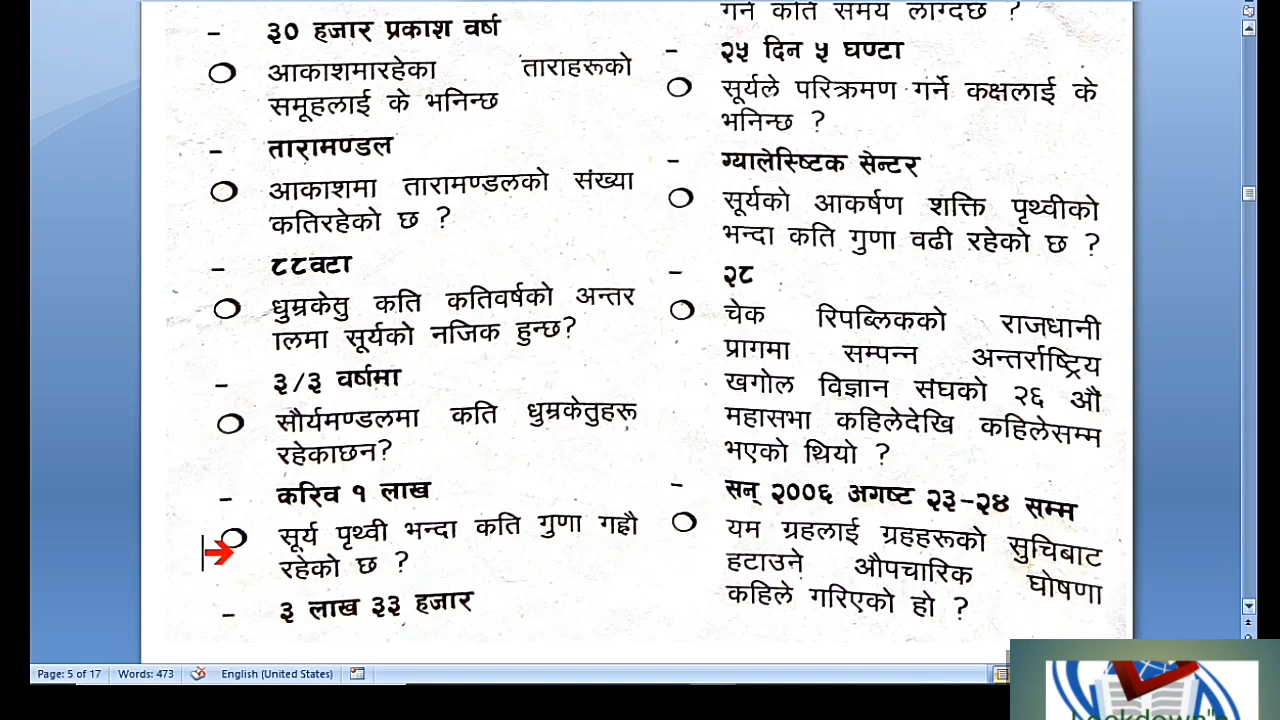 - ३० हजार प्रकाश वर्ष
आकाशमारहेका ताराहरूको
समूहलाई के भनिन्छ
- तारामण्डल
आकाशमा तारामण्डलको संख्या
कतिरहेको छ ?
- ८८वटा
धुम्रकेतु कति कतिवर्षको अन्तर
ालमा सूर्यको नजिक हुन्छ?
- ३/३ वर्षमा
सौर्यमण्डलमा कति धुम्रकेतुहरू
रहेकाछन?
- करिव १ लाख
सूर्य पृथ्वी भन्दा कति गुणा गह्रौ
रहेको छ ?
- ३ लाख ३३ हजार
गर्न कति समय लाग्दछ ?
- २५ दिन ५ घण्टा
सूर्यले परिक्रमण गर्ने कक्षलाई के
भनिन्छ ?
- ग्यालेस्टिक सेन्टर
सूर्यको आकर्षण शक्ति पृथ्वीको
भन्दा कति गुणा वढी रहेको छ ?
- २८
चेक रिपब्लिकको राजधानी
प्रागमा सम्पन्न अन्तर्राष्ट्रिय
खगोल विज्ञान संघको २६ औ
महासभा कहिलेदेखि कहिलेसम्म
भएको थियो ?
- सन् २००६ अगष्ट २३-२४ सम्म
यम ग्रहलाई ग्रहहरूको सुचिबाट
हटाउने औपचारिक घोषणा
कहिले गरिएको हो ?
Page: 5 of 17 Words: 473 English (United States)